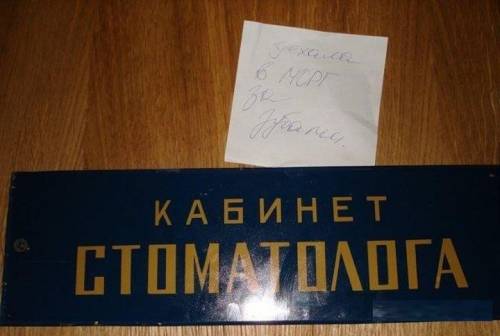 уехала
в МОРГ
за
зубами.
КАБИНЕТ
СТОМАТОЛОГА